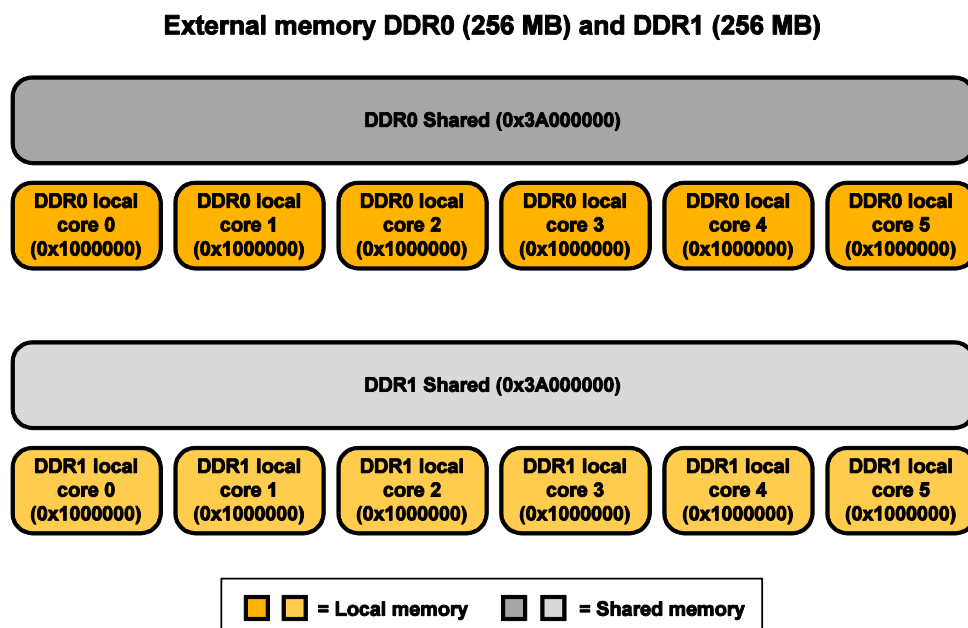 External memory DDR0 (256 MB) and DDR1 (256 MB)
DDR0 Shared (0x3A000000)
DDR0 local
core 0
(0x1000000)
DDR0 local
core 1
(0x1000000)
DDR0 local
core 2
(0x1000000)
DDR0 local
core 3
(0x1000000)
DDR0 local
core 4
(0x1000000)
DDR0 local
core 5
(0x1000000)
DDR1 Shared (0x3A000000)
DDR1 local
core 0
(0x1000000)
DDR1 local
core 1
(0x1000000)
DDR1 local
core 2
(0x1000000)
DDR1 local
core 3
(0x1000000)
DDR1 local
core 4
(0x1000000)
DDR1 local
core 5
(0x1000000)
= Local memory
= Shared memory